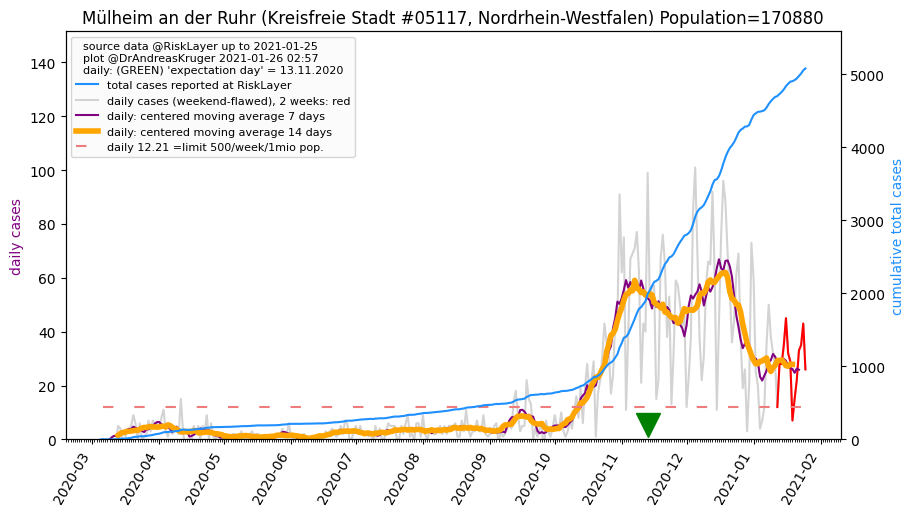 Mülheim an der Ruhr (Kreisfreie Stadt #05117, Nordrhein-Westfalen) Population=170880
source data @RiskLayer up to 2021-01-25
plot @DrAndreasKruger 2021-01-26 02:57
daily: (GREEN) 'expectation day' = 13.11.2020
total cases reported at RiskLayer
daily cases (weekend-flawed), 2 weeks: red
daily: centered moving average 7 days
daily: centered moving average 14 days
daily 12.21 =limit 500/week/1mio pop.
daily cases
140
120
100
80
60
40
20
0
cumulative total cases
5000
4000
3000
2000
1000
0
2020-03
2020-04
2020-05
2020-06
2020-07
2020-08
2020-09
2020-10
2020-11
2020-12
2021-01
2021-02